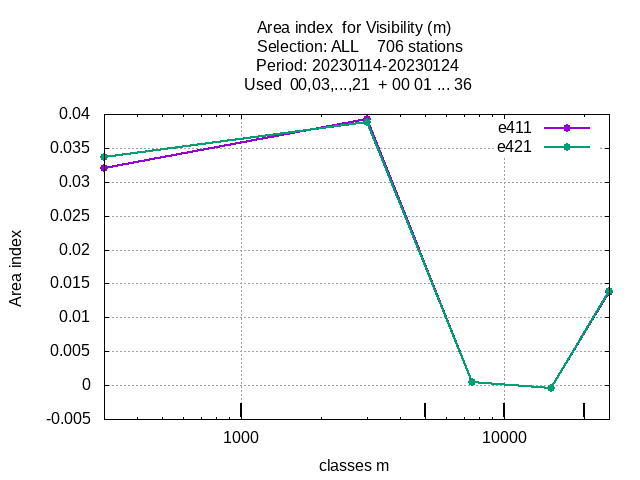 Area index  for Visibility (m)
Selection: ALL    706 stations
Period: 20230114-20230124
Used  00,03,...,21  + 00 01 ... 36
e411
e421
0.04
0.035
0.03
0.025
0.02
0.015
0.01
0.005
0
-0.005
Area index
1000
10000
classes m